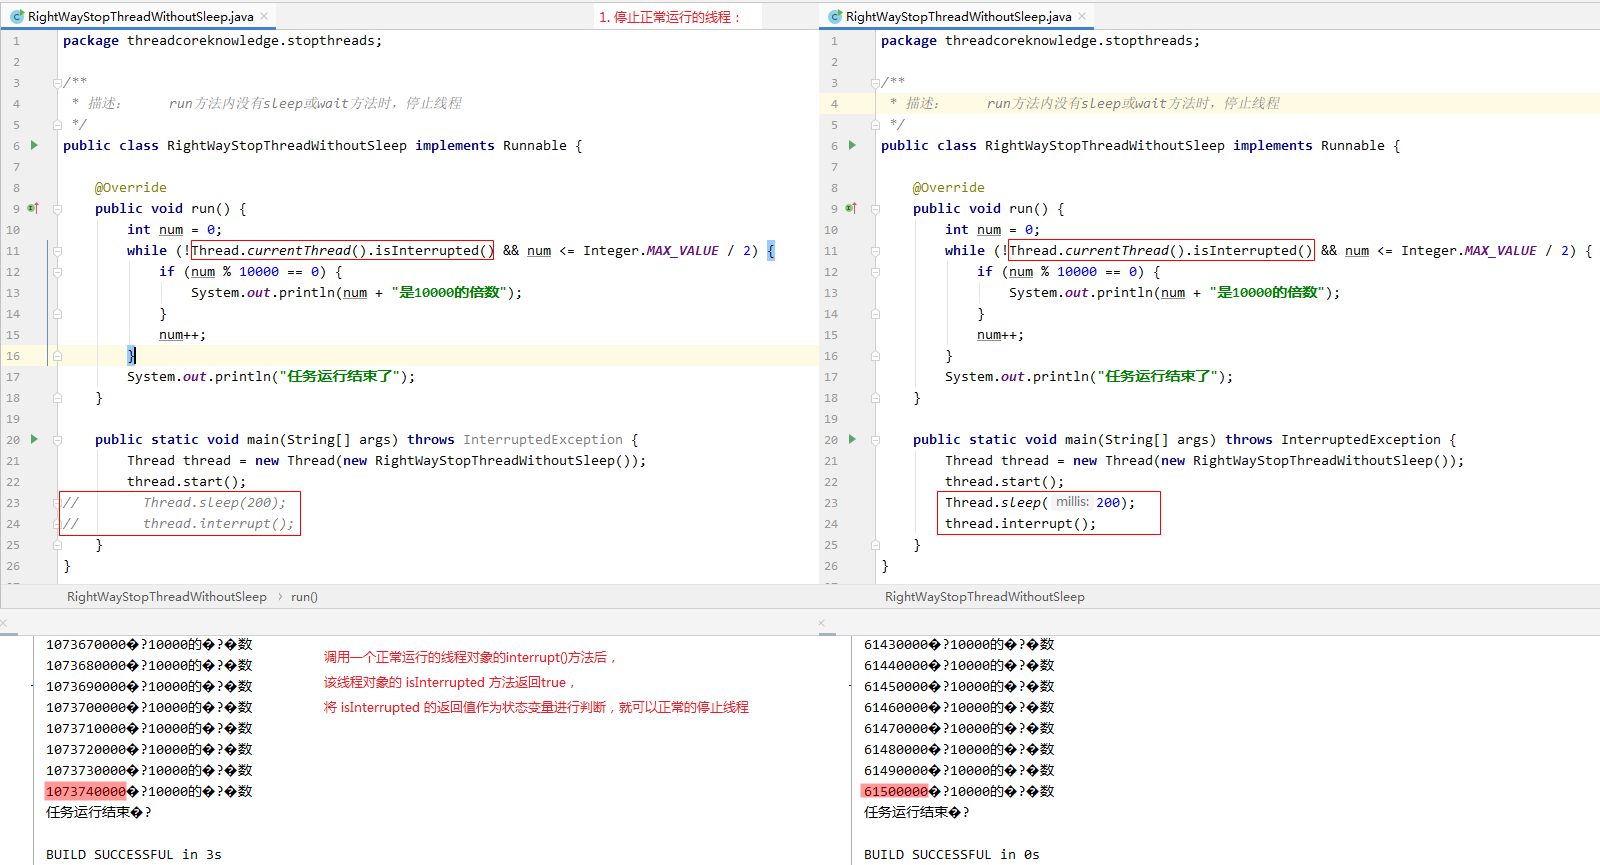 RightWayStopThreadWithoutSleep.java
1. 停止正常运行的线程：
1 package threadcoreknowledge.stopthreads;
2
3 /**
4 * 描述：     run方法内没有sleep或wait方法时，停止线程
5 */
6 public class RightWayStopThreadWithoutSleep implements Runnable {
7
8 @Override
9 public void run() {
10 int num = 0;
11 while (!Thread.currentThread().isInterrupted() && num <= Integer.MAX_VALUE / 2) {
12 if (num % 10000 == 0) {
13 System.out.println(num + "是10000的倍数");
14 }
15 num++;
16 }
17 System.out.println("任务运行结束了");
18 }
19
20 public static void main(String[] args) throws InterruptedException {
21 Thread thread = new Thread(new RightWayStopThreadWithoutSleep());
22 thread.start();
23 //        Thread.sleep(200);
24 //        thread.interrupt();
25 }
26 }
RightWayStopThreadWithoutSleep › run()
1073670000�?10000的�?�数
1073680000�?10000的�?�数
1073690000�?10000的�?�数
1073700000�?10000的�?�数
1073710000�?10000的�?�数
1073720000�?10000的�?�数
1073730000�?10000的�?�数
1073740000�?10000的�?�数
任务运行结束�?
BUILD SUCCESSFUL in 3s
调用一个正常运行的线程对象的interrupt()方法后，
该线程对象的 isInterrupted 方法返回true，
将 isInterrupted 的返回值作为状态变量进行判断，就可以正常的停止线程
RightWayStopThreadWithoutSleep.java
1 package threadcoreknowledge.stopthreads;
2
3 /**
4 * 描述：     run方法内没有sleep或wait方法时，停止线程
5 */
6 public class RightWayStopThreadWithoutSleep implements Runnable {
7
8 @Override
9 public void run() {
10 int num = 0;
11 while (!Thread.currentThread().isInterrupted() && num <= Integer.MAX_VALUE / 2) {
12 if (num % 10000 == 0) {
13 System.out.println(num + "是10000的倍数");
14 }
15 num++;
16 }
17 System.out.println("任务运行结束了");
18 }
19
20 public static void main(String[] args) throws InterruptedException {
21 Thread thread = new Thread(new RightWayStopThreadWithoutSleep());
22 thread.start();
23 Thread.sleep( millis: 200);
24 thread.interrupt();
25 }
26 }
RightWayStopThreadWithoutSleep
61430000�?10000的�?�数
61440000�?10000的�?�数
61450000�?10000的�?�数
61460000�?10000的�?�数
61470000�?10000的�?�数
61480000�?10000的�?�数
61490000�?10000的�?�数
61500000�?10000的�?�数
任务运行结束�?
BUILD SUCCESSFUL in 0s